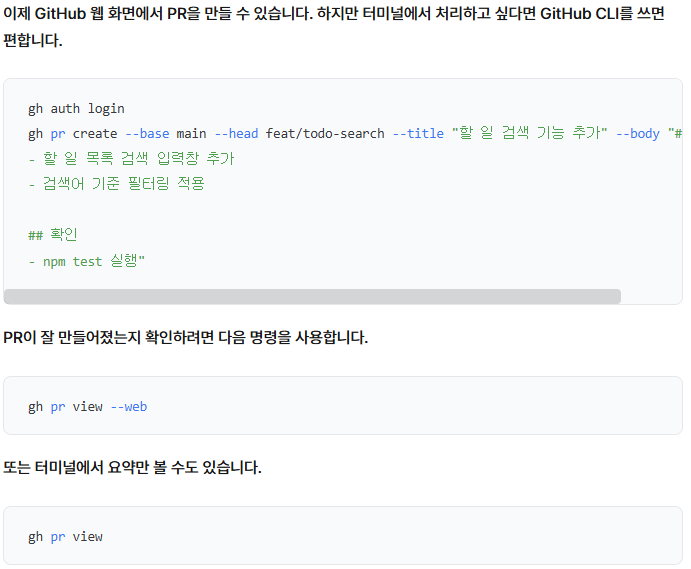 이제 GitHub 웹 화면에서 PR을 만들 수 있습니다. 하지만 터미널에서 처리하고 싶다면 GitHub CLI를 쓰면
편합니다.
gh auth login
gh pr create --base main --head feat/todo-search --title "할 일 검색 기능 추가" --body "#
- 할 일 목록 검색 입력창 추가
- 검색어 기준 필터링 적용
## 확인
- npm test 실행"
PR이 잘 만들어졌는지 확인하려면 다음 명령을 사용합니다.
gh pr view --web
또는 터미널에서 요약만 볼 수도 있습니다.
gh pr view